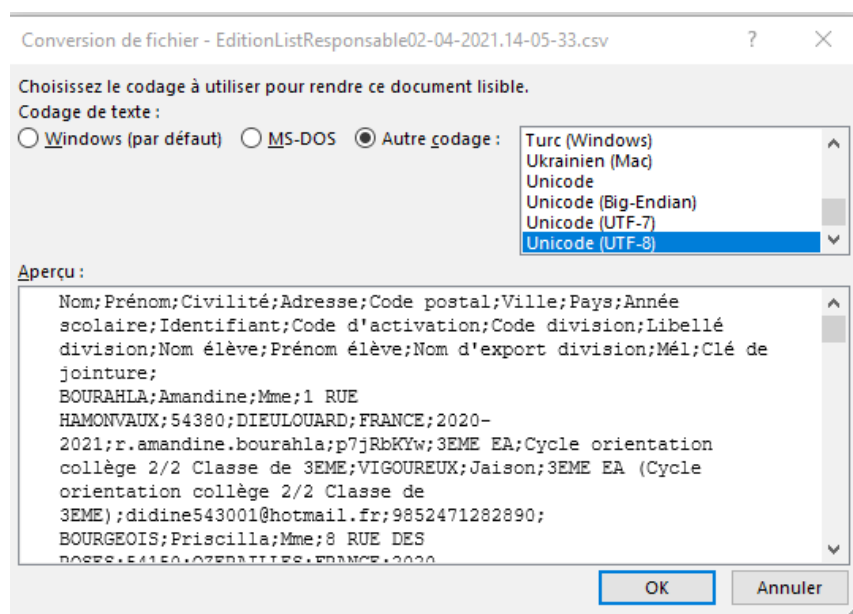 Conversion de fichier - EditionListResponsable02-04-2021.14-05-33.csv
?
Choisissez le codage à utiliser pour rendre ce document lisible.
Codage de texte :
Windows (par défaut) MS-DOS Autre codage :
Turc (Windows)
Ukrainien (Mac)
Unicode
Unicode (Big-Endian)
Unicode (UTF-7)
Unicode (UTF-8)
Aperçu :
Nom;Prénom;Civilité;Adresse;Code postal;Ville;Pays;Année
scolaire;Identifiant;Code d'activation;Code division;Libellé
division;Nom élève;Prénom élève;Nom d'export division;Mél;Clé de
jointure;
BOURAHLA;Amandine;Mme;1 RUE
HAMONVAUX;54380;DIEULOUARD;FRANCE;2020-
2021;r.amandine.bourahla;p7jRbKYw;3EME EA;Cycle orientation
collège 2/2 Classe de 3EME;VIGOUREUX;Jaison;3EME EA (Cycle
orientation collège 2/2 Classe de
3EME);didine543001@hotmail.fr;9852471282890;
BOURGEOIS;Priscilla;Mme;8 RUE DES
ROSES;54150;OZERAILLES;FRANCE;2020
OK Annuler